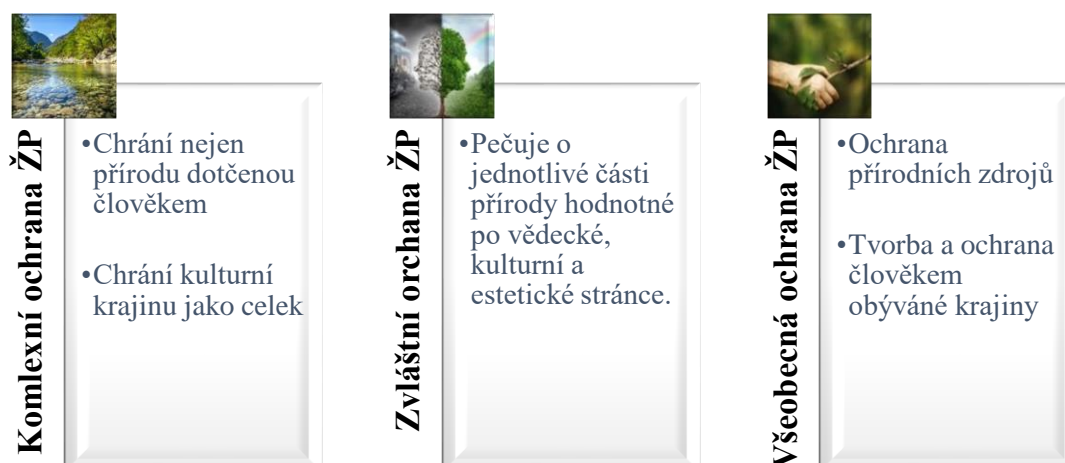 Komlexní ochrana ŽP
•Chrání nejen
přírodu dotčenou
člověkem
•Chrání kulturní
krajinu jako celek
Zvláštní orchana ŽP
•Pečuje o
jednotlivé části
přírody hodnotné
po vědecké,
kulturní a
estetické stránce.
Všeobecná ochrana ŽP
•Ochrana
přírodních zdrojů
•Tvorba a ochrana
člověkem
obýváné krajiny